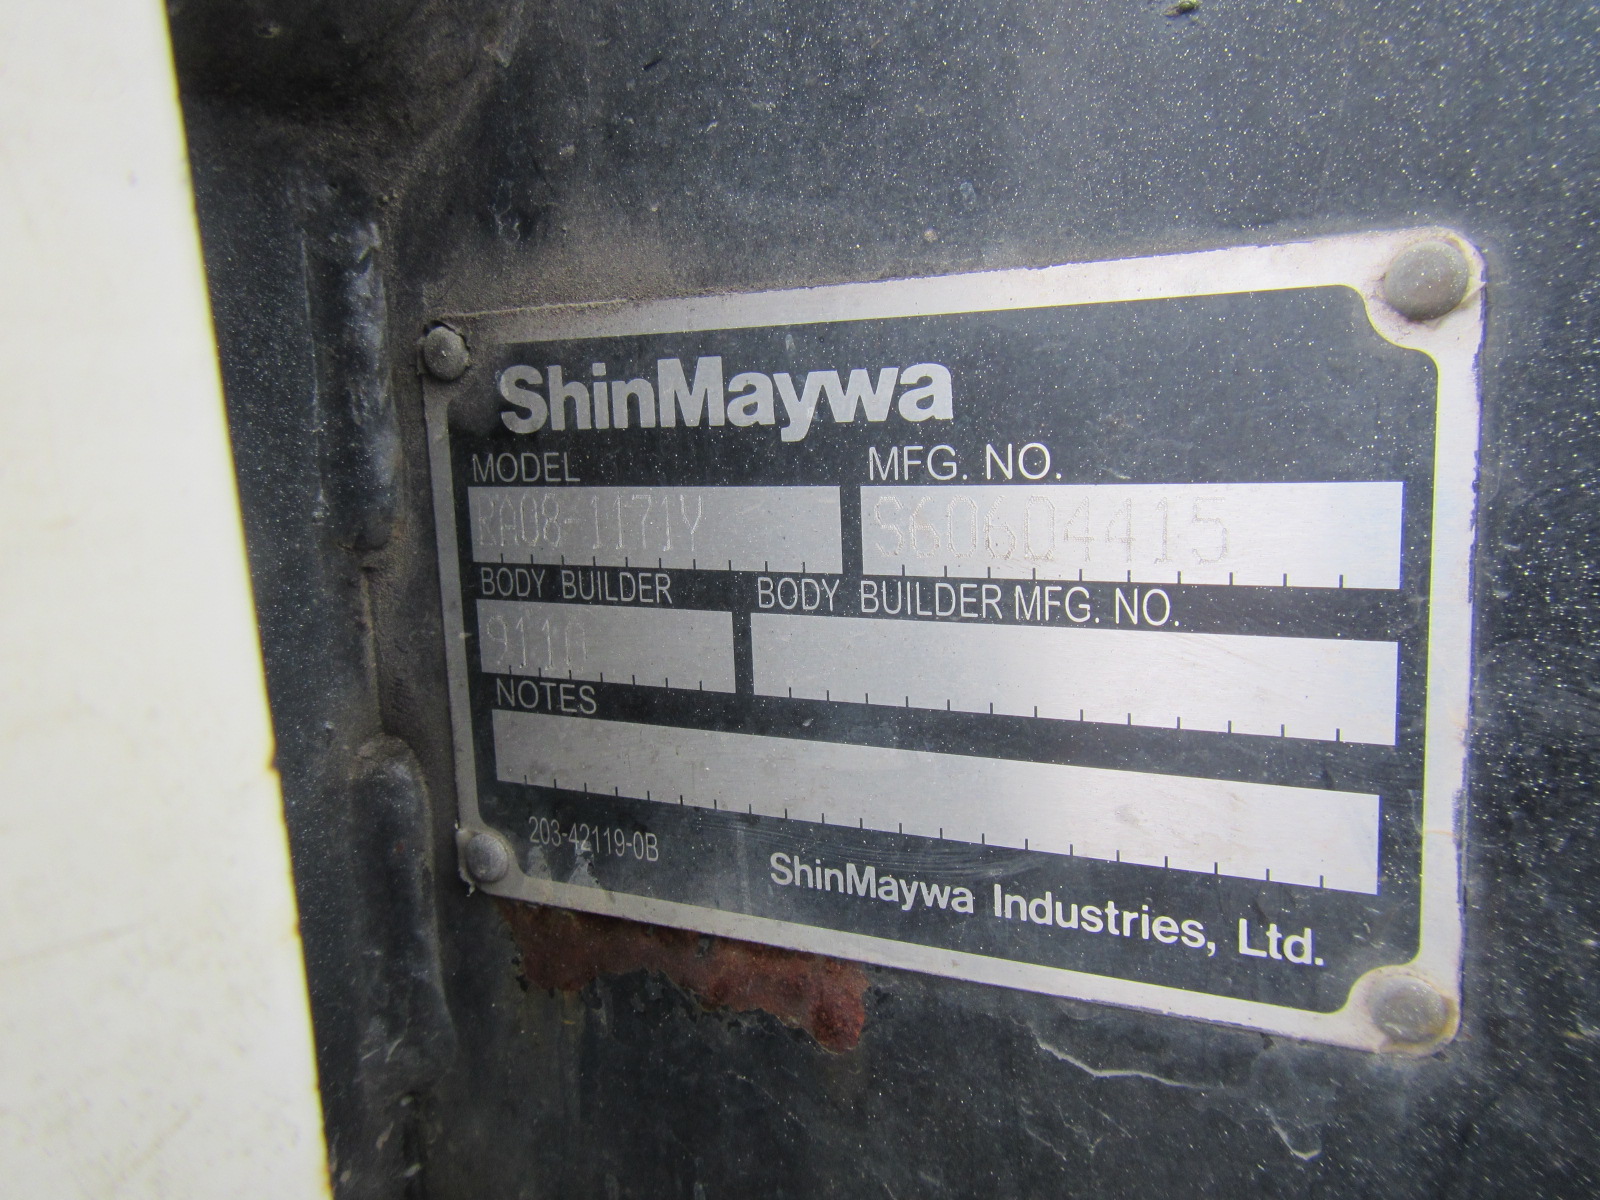 ShinMaywa
MODEL MFG. NO.
RA08-1171Y S60604415
BODY BUILDER BODY BUILDER MFG. NO.
9110
NOTES
203-42119-0B
ShinMaywa Industries, Ltd.